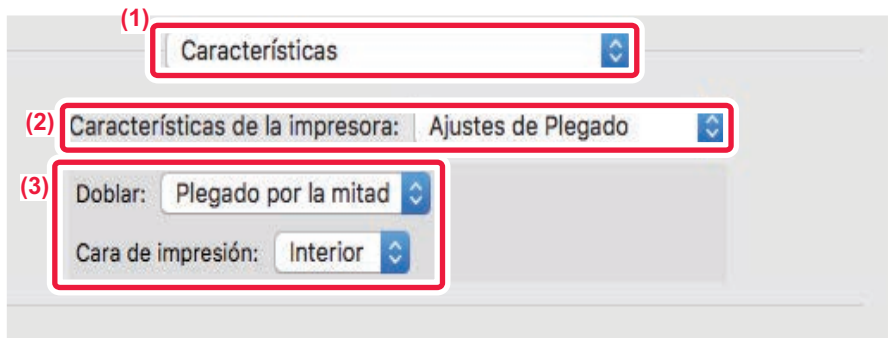 (1)
Características
(2) Características de la impresora: Ajustes de Plegado
(3)
Doblar: Plegado por la mitad
Cara de impresión: Interior